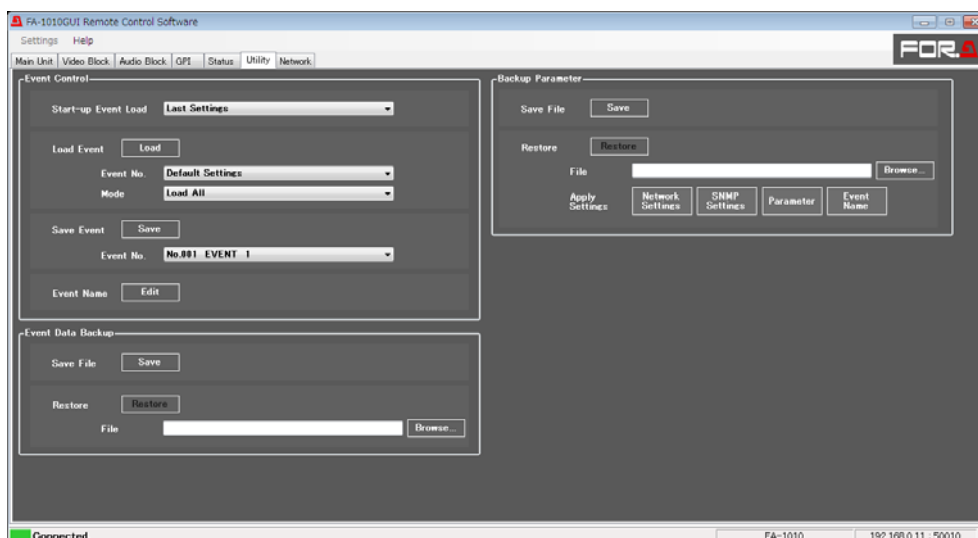 FA-1010GUI Remote Control Software
Settings Help
FOR.A
Main Unit Video Block Audio Block GPI Status Utility Network
Event Control
Start-up Event Load Last Settings
Load Event Load
Event No. Default Settings
Mode Load All
Save Event Save
Event No. No.001 EVENT 1
Event Name Edit
Event Data Backup
Save File Save
Restore Restore
File Browse...
Backup Parameter
Save File Save
Restore Restore
File Browse...
Apply Settings Network Settings SNMP Settings Parameter Event Name
Connected FA-1010 192.168.0.11 : 50010